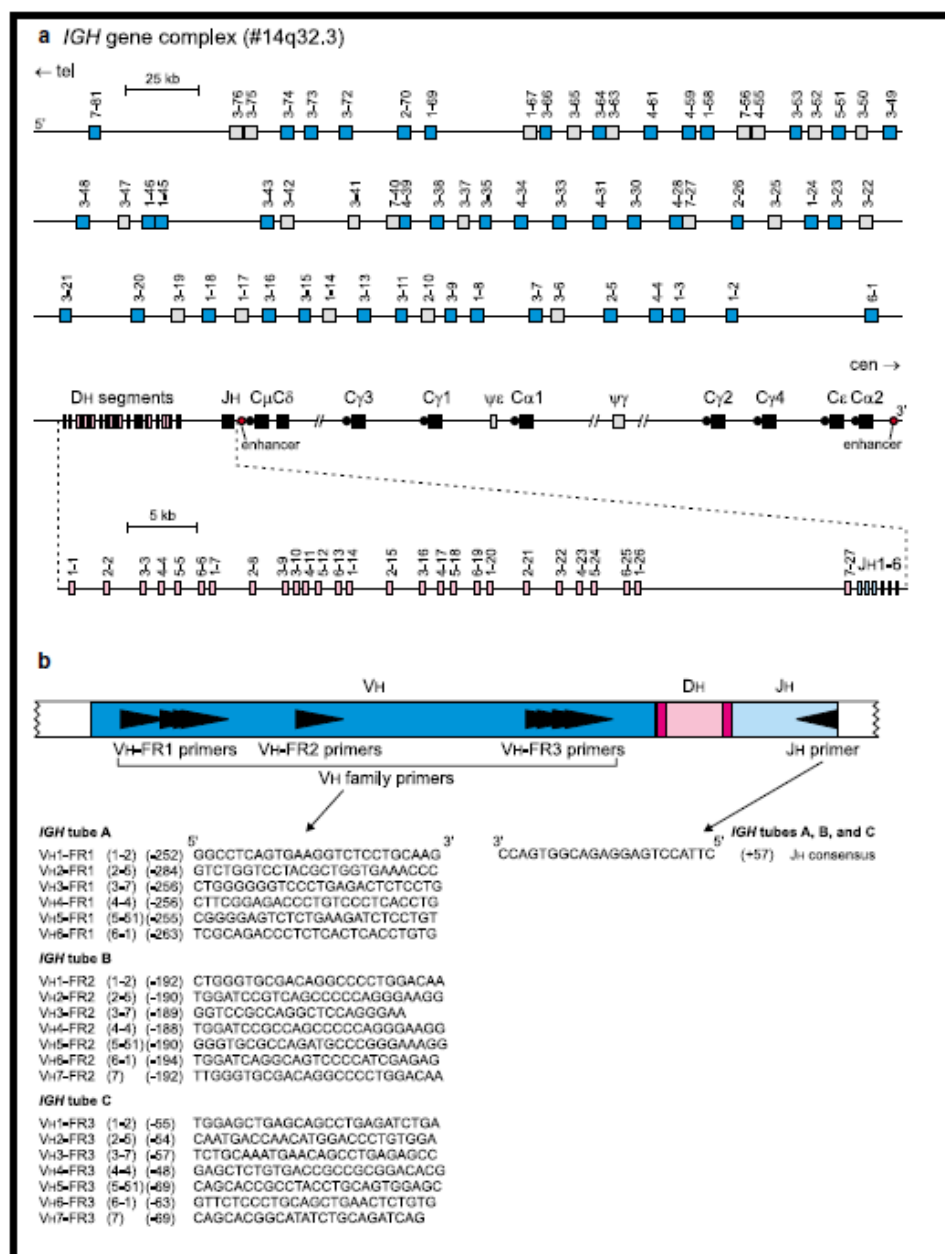 a IGH gene complex (#14q32.3)
← tel
25 kb
7-81 3-76 3-75 3-74 3-73 3-72 2-70 1-69 1-67 3-66 3-65 3-64 3-63 4-61 4-59 1-58 7-56 4-55 3-53 3-52 5-51 3-50 3-49
5'
3-48 3-47 1-46 1-45 3-43 3-42 3-41 7-40 4-39 3-38 3-37 3-35 4-34 3-33 4-31 3-30 4-28 7-27 2-26 3-25 1-24 3-23 3-22
3-21 3-20 3-19 1-18 1-17 3-16 3-15 1-14 3-13 3-11 2-10 3-9 1-8 3-7 3-6 2-5 4-4 1-3 1-2 6-1
cen →
DH segments JH CμCδ Cγ3 Cγ1 ψε Cα1 ψγ Cγ2 Cγ4 Cε Cα2
3'
enhancer enhancer
5 kb
1-1 2-2 3-3 4-4 5-5 6-6 1-7 2-8 3-9 3-10 4-11 5-12 6-13 1-14 2-15 3-16 4-17 5-18 6-19 1-20 2-21 3-22 4-23 5-24 6-25 1-26 7-27 JH1-6
b
VH DH JH
VH-FR1 primers VH-FR2 primers VH-FR3 primers JH primer
VH family primers
IGH tube A 5' 3' 3' 5' IGH tubes A, B, and C
VH1-FR1 (1-2) (-252) GGCCTCAGTGAAGGTCTCCTGCAAG CCAGTGGCAGAGGAGTCCATTC (+57) JH consensus
VH2-FR1 (2-5) (-284) GTCTGGTCCTACGCTGGTGAAACCC
VH3-FR1 (3-7) (-256) CTGGGGGGTCCCTGAGACTCTCCTG
VH4-FR1 (4-4) (-256) CTTCGGAGACCCTGTCCCTCACCTG
VH5-FR1 (5-51) (-255) CGGGGAGTCTCTGAAGATCTCCTGT
VH6-FR1 (6-1) (-263) TCGCAGACCCTCTCACTCACCTGTG
IGH tube B
VH1-FR2 (1-2) (-192) CTGGGTGCGACAGGCCCCTGGACAA
VH2-FR2 (2-5) (-190) TGGATCCGTCAGCCCCCAGGGAAGG
VH3-FR2 (3-7) (-189) GGTCCGCCAGGCTCCAGGGAA
VH4-FR2 (4-4) (-188) TGGATCCGCCAGCCCCCAGGGAAGG
VH5-FR2 (5-51) (-190) GGGTGCGCCAGATGCCCGGGAAAGG
VH6-FR2 (6-1) (-194) TGGATCAGGCAGTCCCCATCGAGAG
VH7-FR2 (7) (-192) TTGGGTGCGACAGGCCCCTGGACAA
IGH tube C
VH1-FR3 (1-2) (-55) TGGAGCTGAGCAGCCTGAGATCTGA
VH2-FR3 (2-5) (-54) CAATGACCAACATGGACCCTGTGGA
VH3-FR3 (3-7) (-57) TCTGCAAATGAACAGCCTGAGAGCC
VH4-FR3 (4-4) (-48) GAGCTCTGTGACCGCCGCGGACACG
VH5-FR3 (5-51) (-69) CAGCACCGCCTACCTGCAGTGGAGC
VH6-FR3 (6-1) (-63) GTTCTCCCTGCAGCTGAACTCTGTG
VH7-FR3 (7) (-69) CAGCACGGCATATCTGCAGATCAG